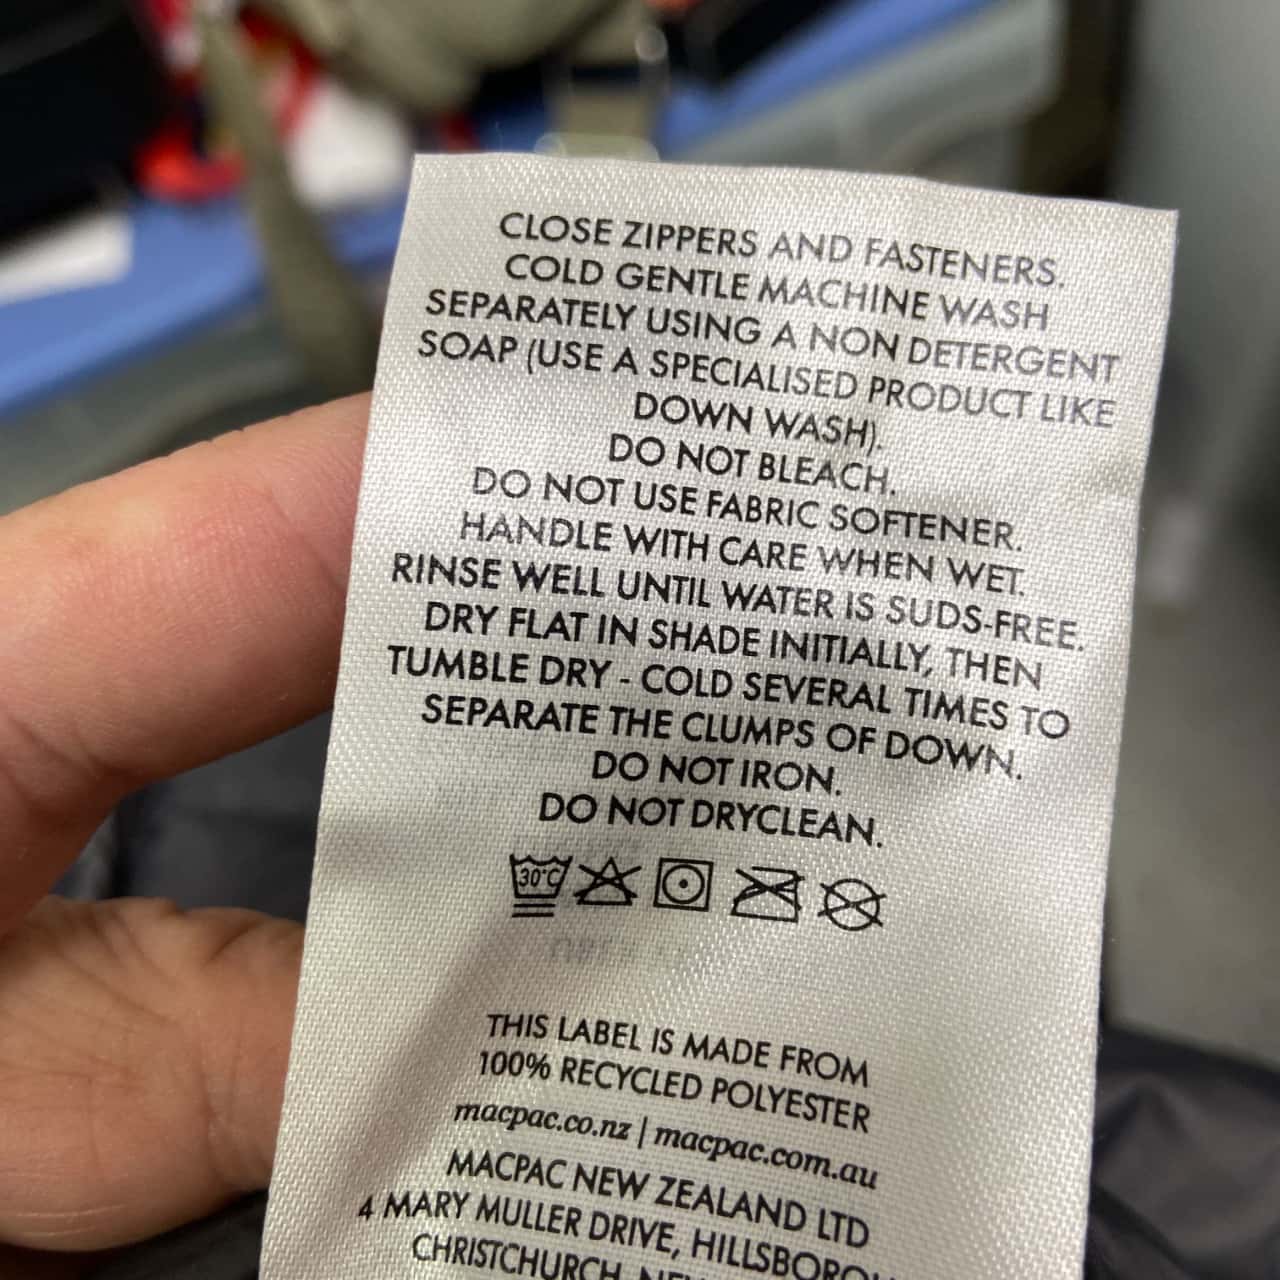 CLOSE ZIPPERS AND FASTENERS.
COLD GENTLE MACHINE WASH
SEPARATELY USING A NON DETERGENT
SOAP (USE A SPECIALISED PRODUCT LIKE
DOWN WASH).
DO NOT BLEACH.
DO NOT USE FABRIC SOFTENER.
HANDLE WITH CARE WHEN WET.
RINSE WELL UNTIL WATER IS SUDS-FREE.
DRY FLAT IN SHADE INITIALLY, THEN
TUMBLE DRY - COLD SEVERAL TIMES TO
SEPARATE THE CLUMPS OF DOWN.
DO NOT IRON.
DO NOT DRYCLEAN.
30°C
THIS LABEL IS MADE FROM
100% RECYCLED POLYESTER
macpac.co.nz | macpac.com.au
MACPAC NEW ZEALAND LTD
4 MARY MULLER DRIVE,
CHRISTCHURCH,